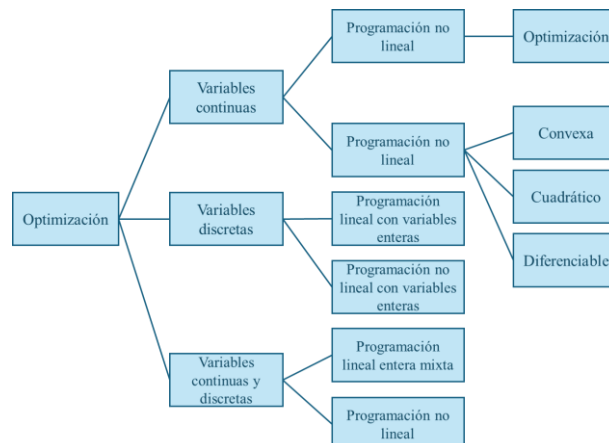 Programación no
lineal
Optimización
Variables
continuas
Programación no
lineal
Convexa
Cuadrático
Diferenciable
Optimización
Variables
discretas
Programación
lineal con variables
enteras
Programación no
lineal con variables
enteras
Variables
continuas y
discretas
Programación
lineal entera mixta
Programación no
lineal